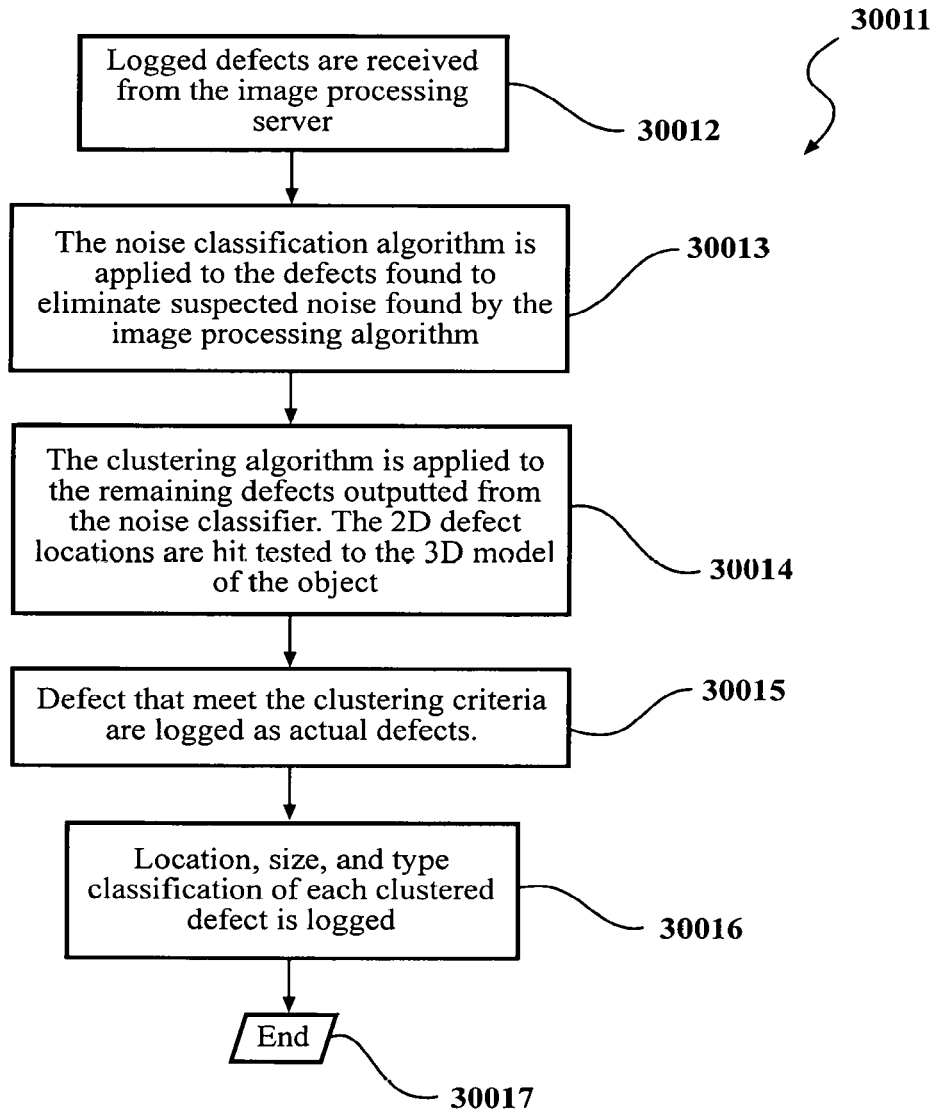 30011
Logged defects are received
from the image processing
server
30012
The noise classification algorithm is
applied to the defects found to
eliminate suspected noise found by the
image processing algorithm
30013
The clustering algorithm is applied to
the remaining defects outputted from
the noise classifier. The 2D defect
locations are hit tested to the 3D model
of the object
30014
Defect that meet the clustering criteria
are logged as actual defects.
30015
Location, size, and type
classification of each clustered
defect is logged
30016
End
30017